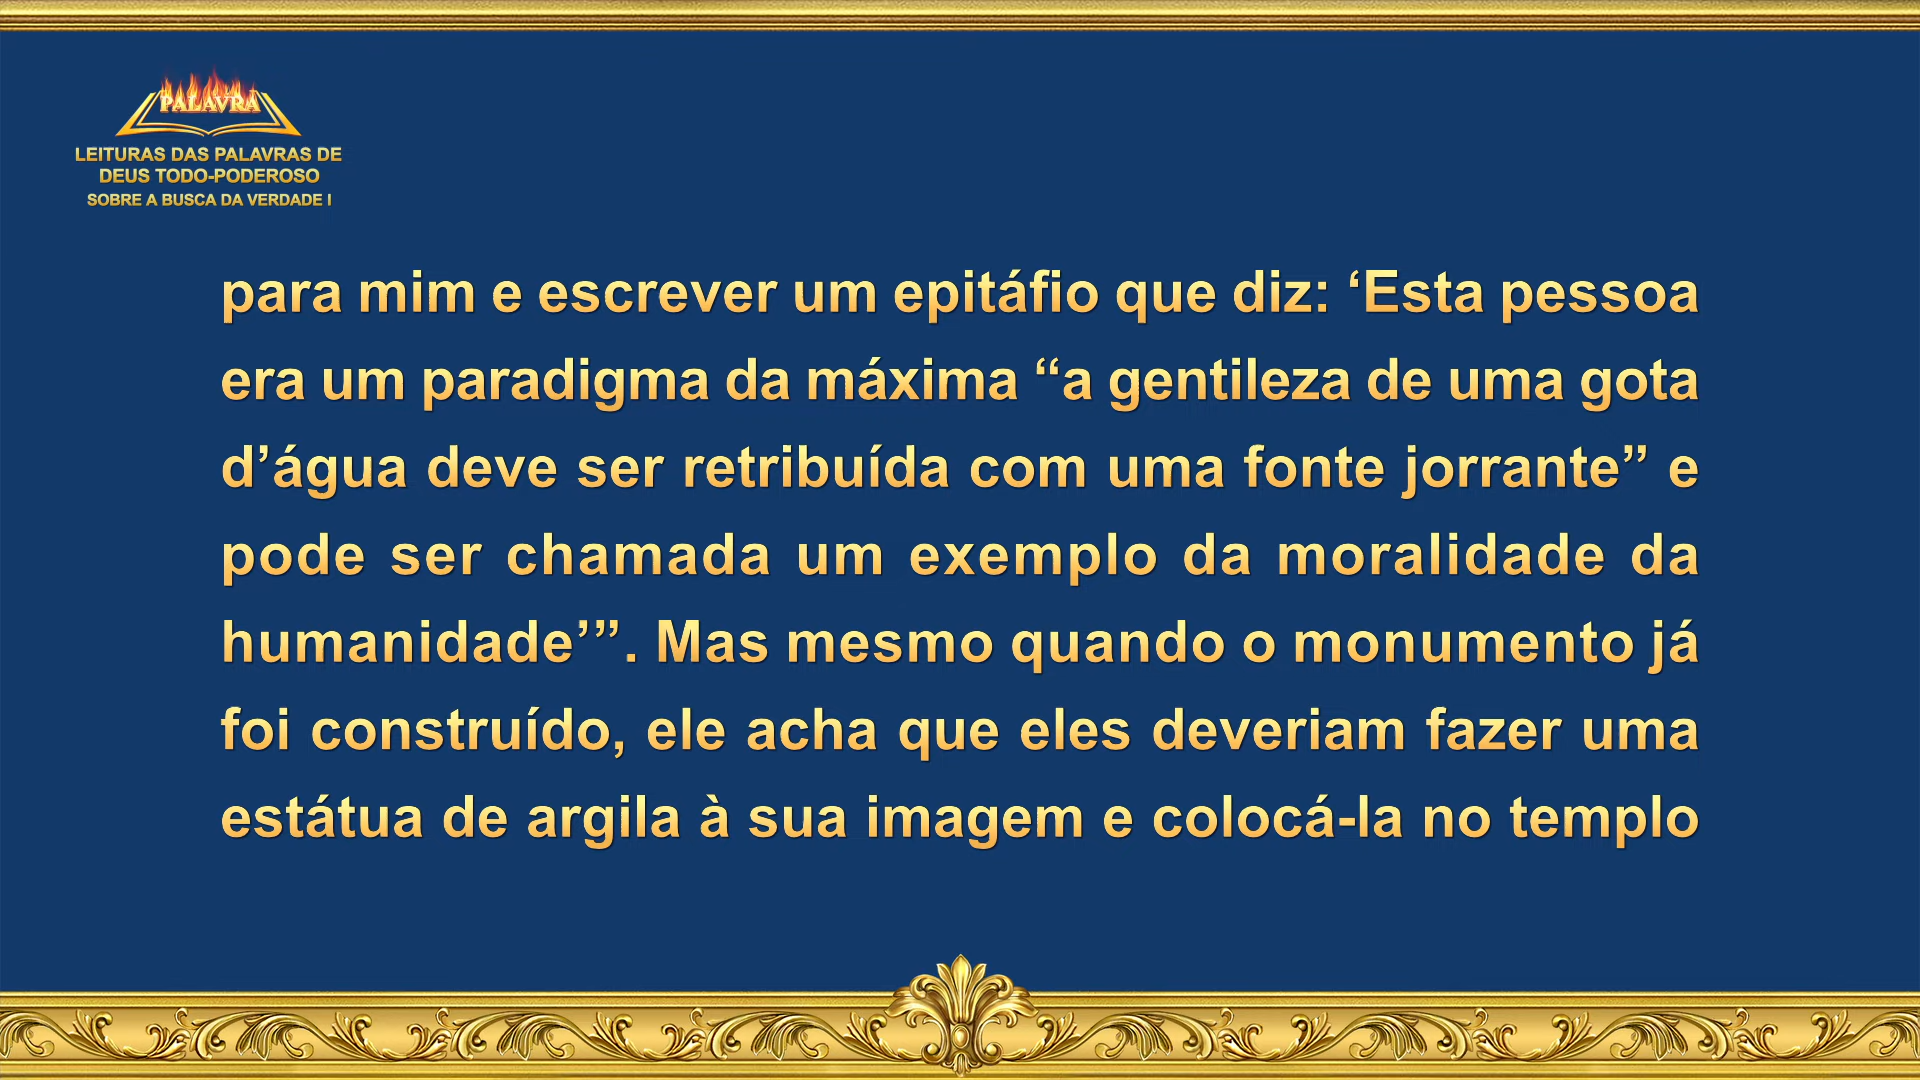 PALAVRA
LEITURAS DAS PALAVRAS DE
DEUS TODO-PODEROSO
SOBRE A BUSCA DA VERDADE I
para mim e escrever um epitáfio que diz: ‘Esta pessoa
era um paradigma da máxima “a gentileza de uma gota
d’água deve ser retribuída com uma fonte jorrante” e
pode ser chamada um exemplo da moralidade da
humanidade’”. Mas mesmo quando o monumento já
foi construído, ele acha que eles deveriam fazer uma
estátua de argila à sua imagem e colocá-la no templo